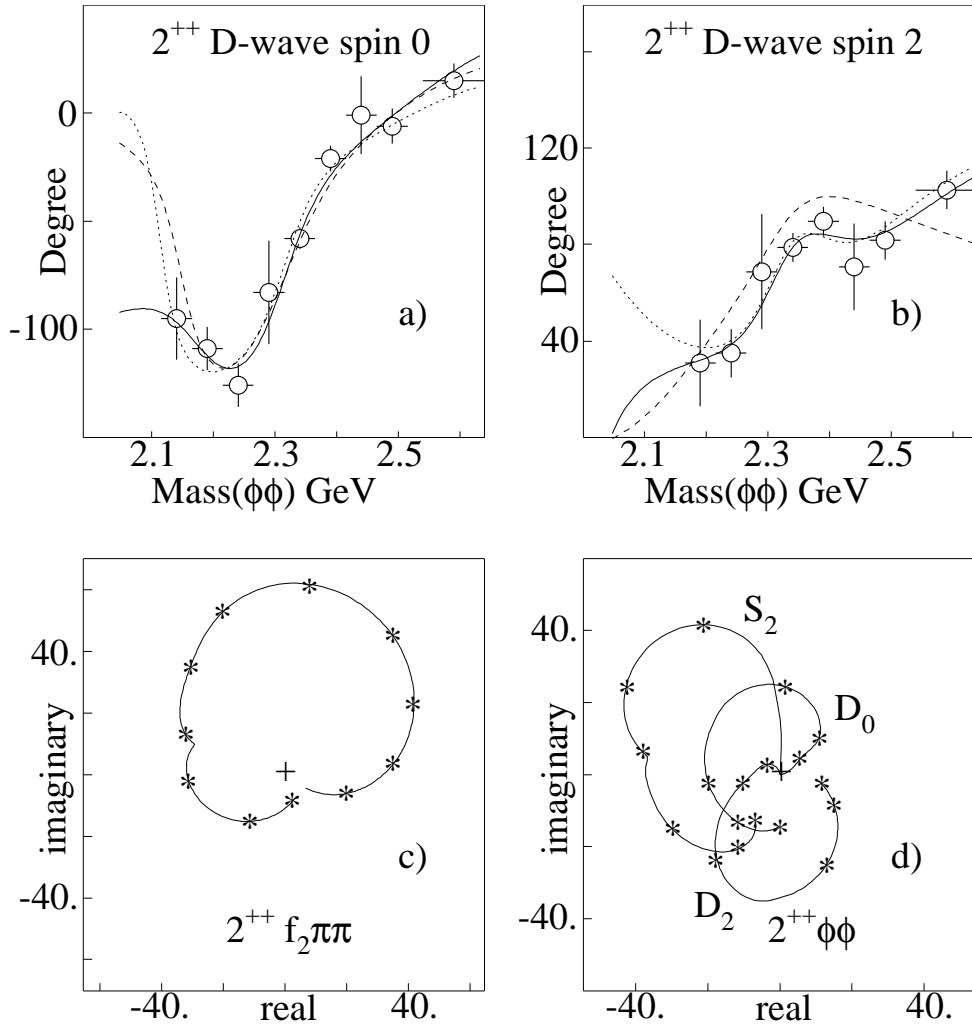 2++ D-wave spin 0
0
-100
Degree
a)
2.1 2.3 2.5
Mass(ϕϕ) GeV
2++ D-wave spin 2
120
40
Degree
b)
2.1 2.3 2.5
Mass(ϕϕ) GeV
40.
-40.
imaginary
c)
2++ f2ππ
-40. real 40.
40.
-40.
imaginary
S2
D0
D2
d)
2++ϕϕ
-40. real 40.